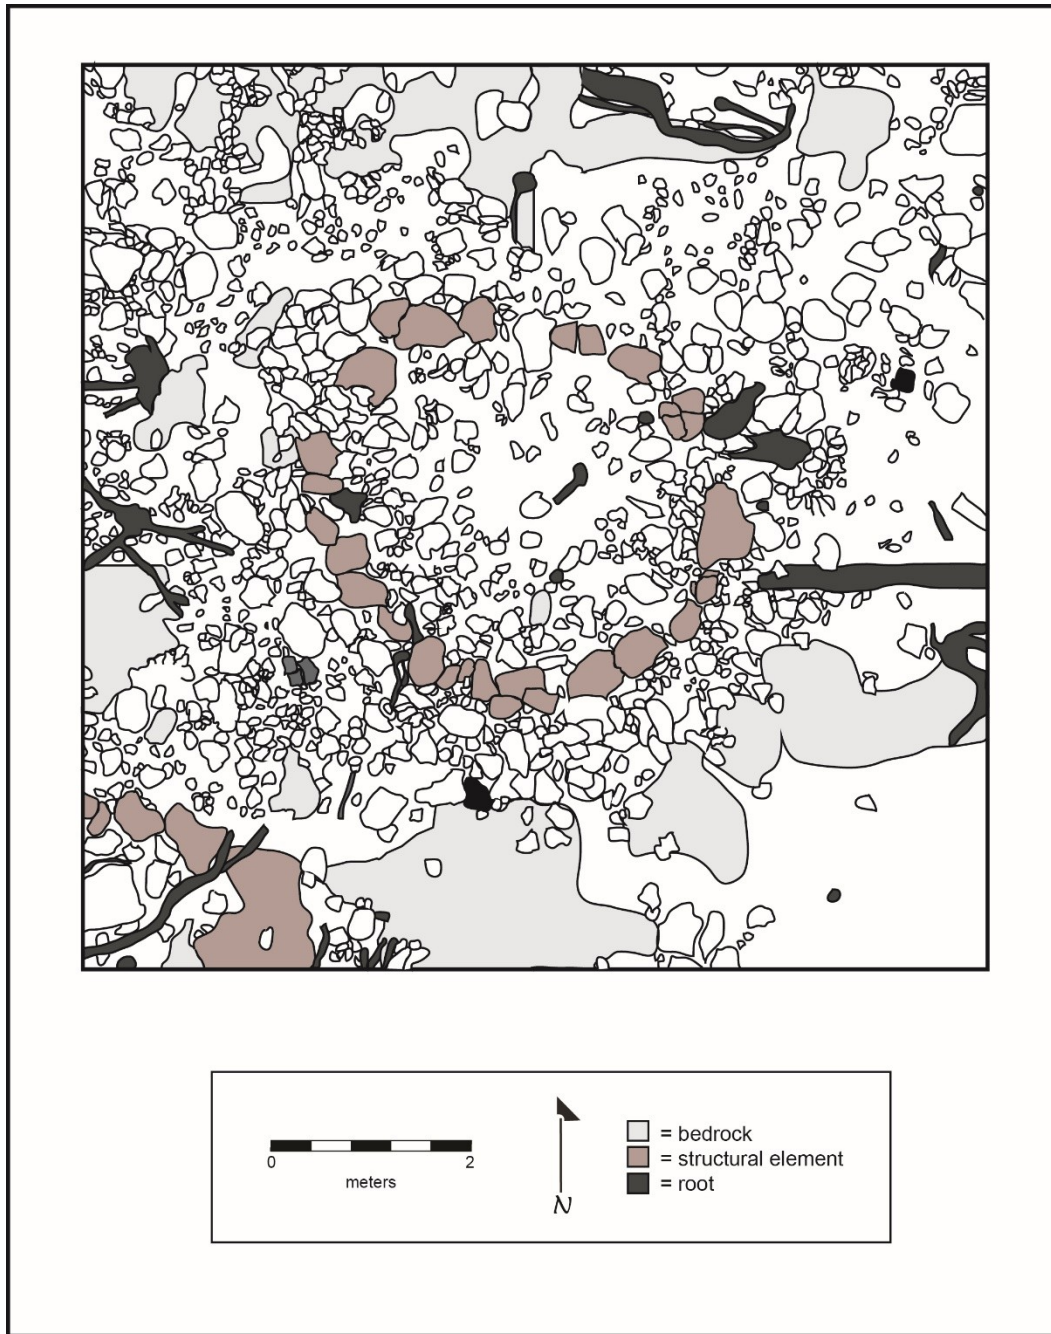 0 2
meters
N
= bedrock
= structural element
= root